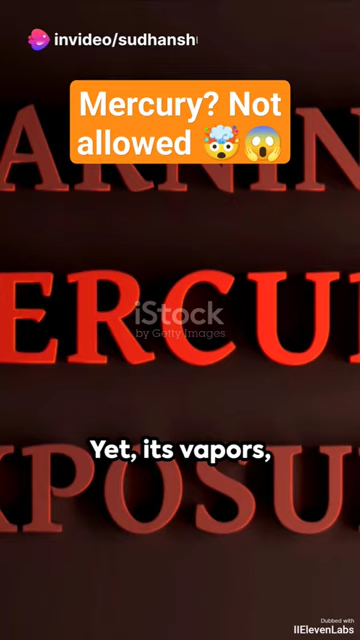 invideo/sudhansh
Mercury? Not
allowed 🤯😱
ARNIN
ERCU
iStock
by Getty Images
Yet, its vapors,
XPOSU
Dubbed with
IIElevenLabs